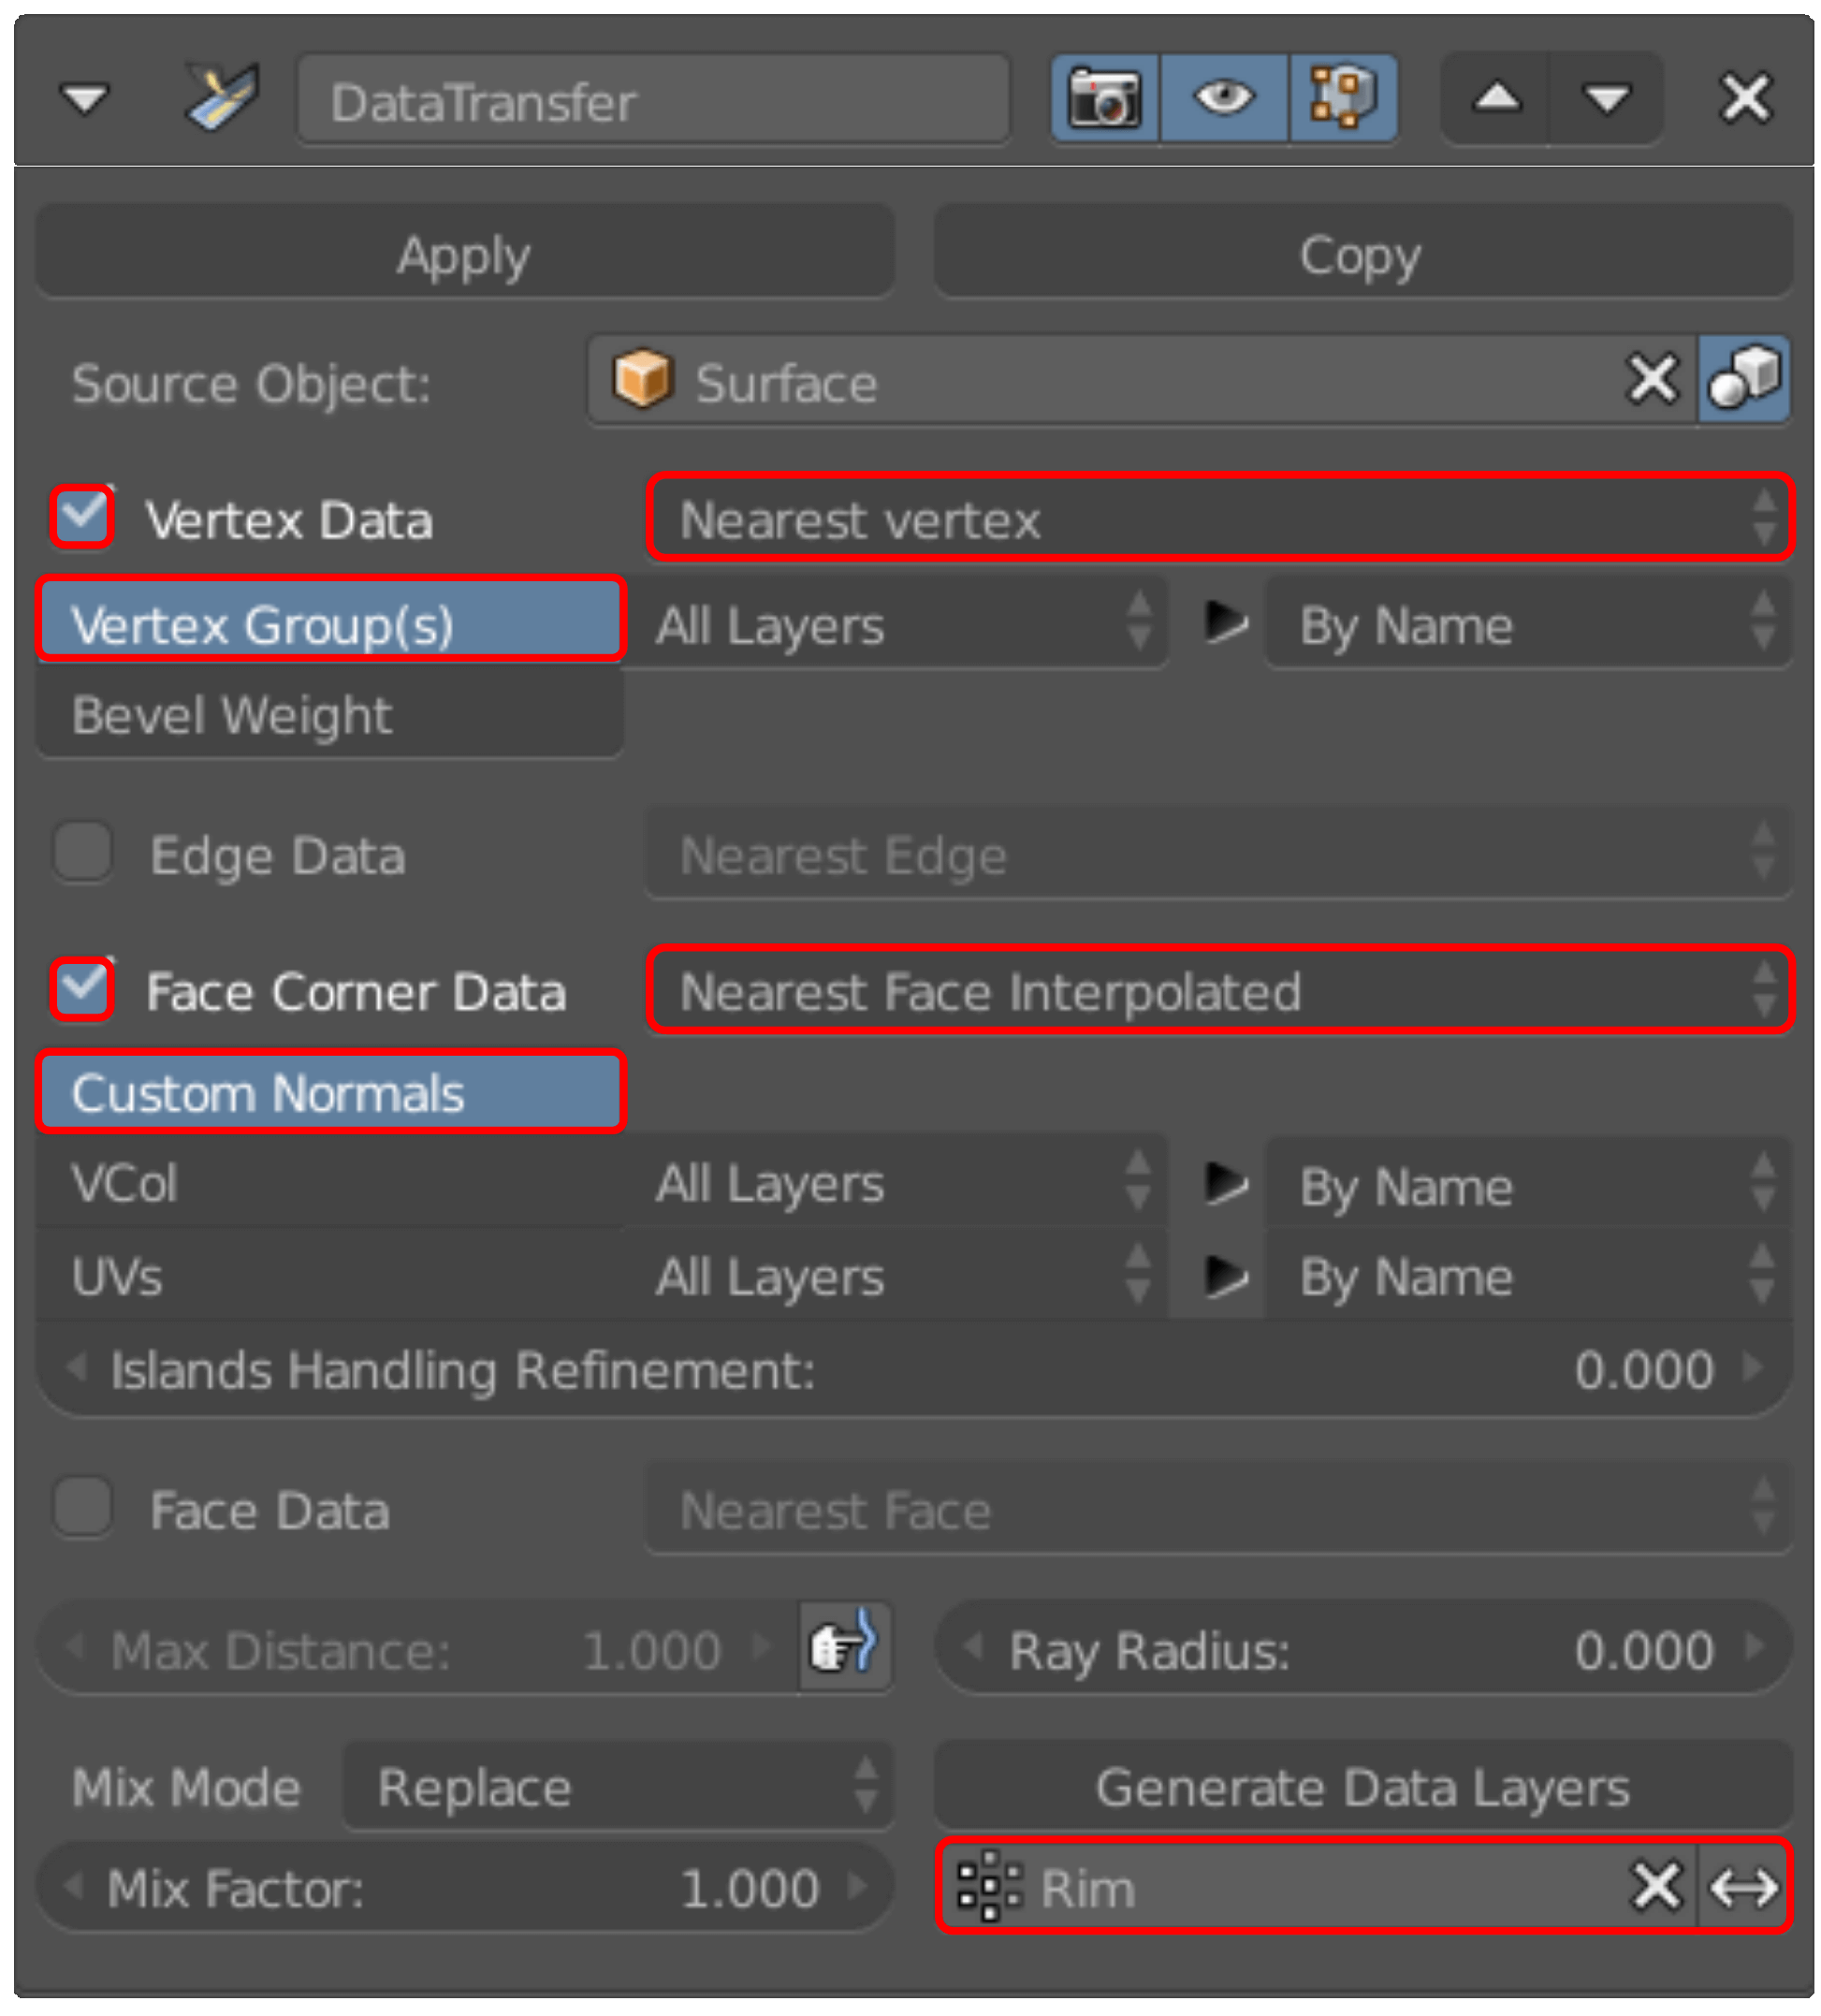 DataTransfer
Apply Copy
Source Object: Surface
Vertex Data Nearest vertex
Vertex Group(s) All Layers By Name
Bevel Weight
Edge Data Nearest Edge
Face Corner Data Nearest Face Interpolated
Custom Normals
VCol All Layers By Name
UVs All Layers By Name
Islands Handling Refinement: 0.000
Face Data Nearest Face
Max Distance: 1.000 Ray Radius: 0.000
Mix Mode Replace Generate Data Layers
Mix Factor: 1.000 Rim